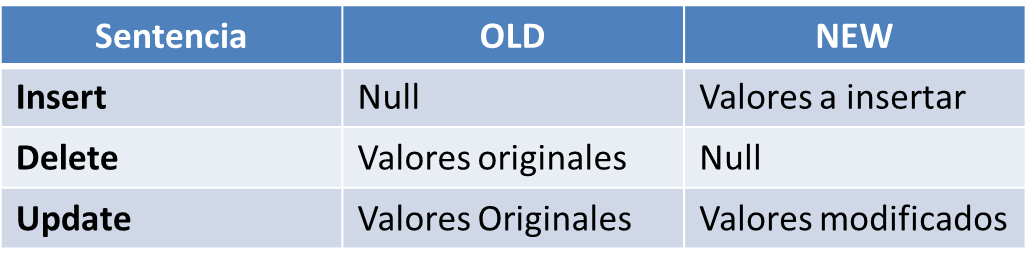 Sentencia OLD NEW
Insert Null Valores a insertar
Delete Valores originales Null
Update Valores Originales Valores modificados